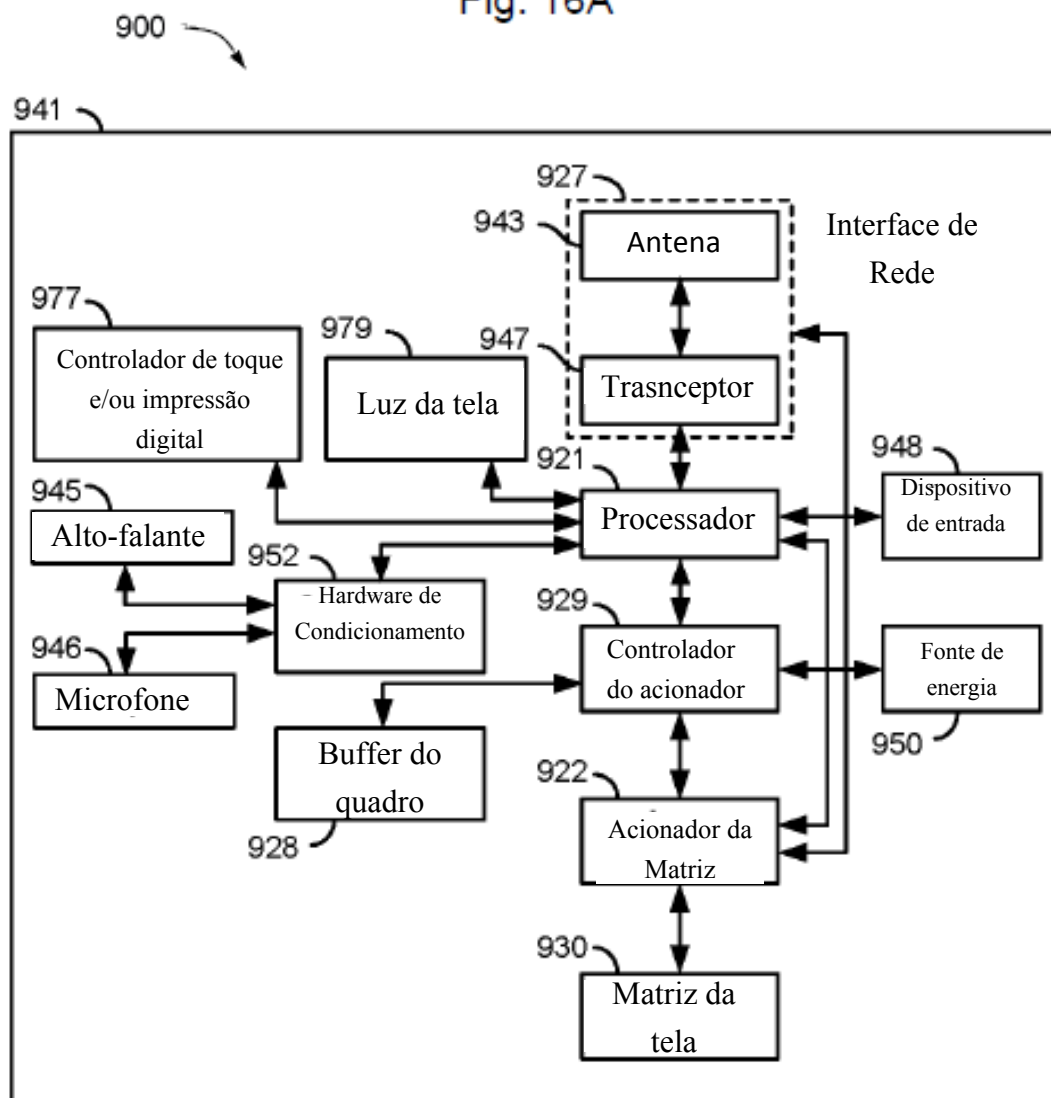 Fig. 16A
900
941
927
943
Antena
Interface de
Rede
977
979
947
Controlador de toque
e/ou impressão
digital
Luz da tela
Trasnceptor
921
948
945
Processador
Dispositivo
de entrada
Alto-falante
952
Hardware de
Condicionamento
929
946
Controlador
do acionador
Fonte de
energia
Microfone
950
Buffer do
quadro
922
928
Acionador da
Matriz
930
Matriz da
tela